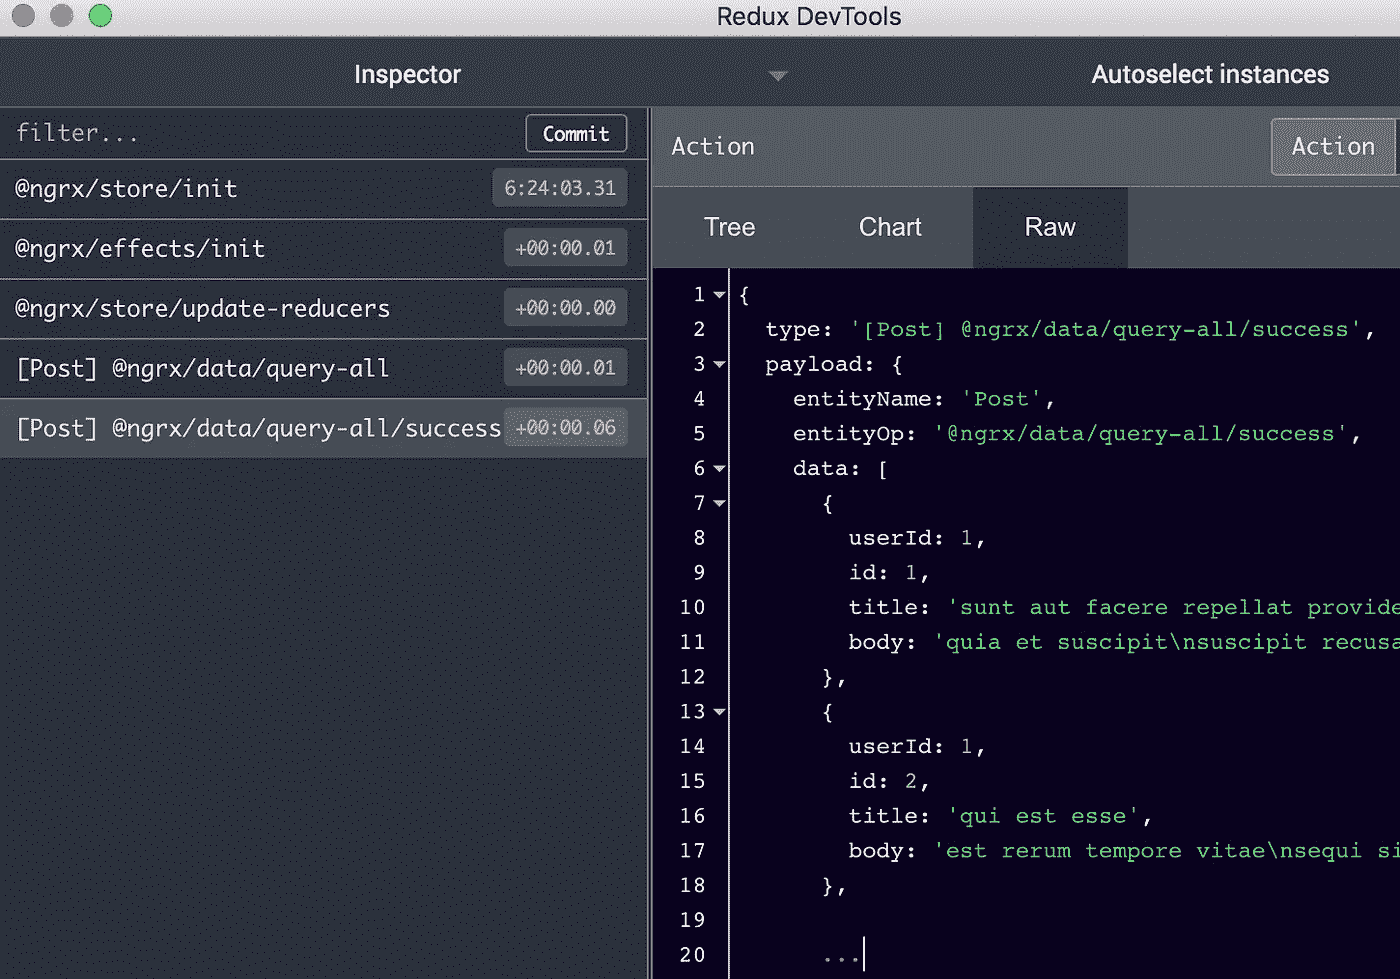 Redux DevTools
Inspector
Autoselect instances
filter...
Commit
@ngrx/store/init
6:24:03.31
@ngrx/effects/init
+00:00.01
@ngrx/store/update-reducers
+00:00.00
[Post] @ngrx/data/query-all
+00:00.01
[Post] @ngrx/data/query-all/success
+00:00.06
Action
Action
Tree
Chart
Raw
1 {
2 type: '[Post] @ngrx/data/query-all/success',
3 payload: {
4 entityName: 'Post',
5 entityOp: '@ngrx/data/query-all/success',
6 data: [
7 {
8 userId: 1,
9 id: 1,
10 title: 'sunt aut facere repellat provide
11 body: 'quia et suscipit\nsuscipit recusa
12 },
13 {
14 userId: 1,
15 id: 2,
16 title: 'qui est esse',
17 body: 'est rerum tempore vitae\nsequi si
18 },
19
20 ...